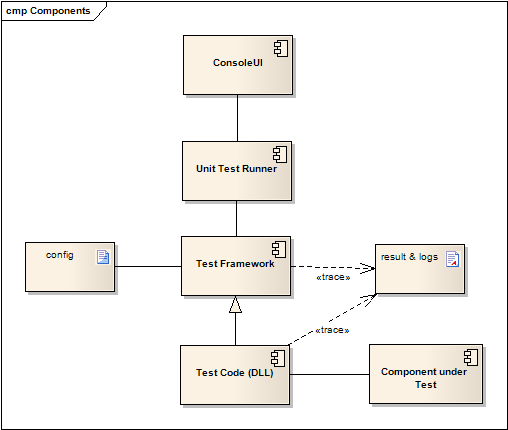 cmp Components
ConsoleUI
Unit Test Runner
config
Test Framework
result & logs
«trace»
«trace»
Test Code (DLL)
Component under
Test